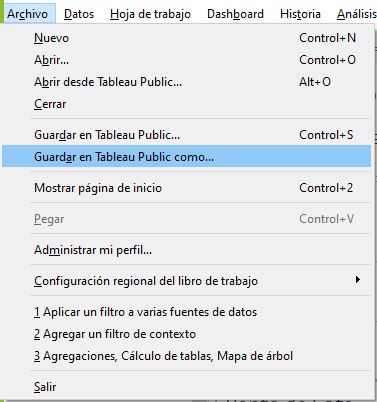 Archivo Datos Hoja de trabajo Dashboard Historia Análisis
Nuevo Control+N
Abrir... Control+O
Abrir desde Tableau Public... Alt+O
Cerrar
Guardar en Tableau Public... Control+S
Guardar en Tableau Public como...
Mostrar página de inicio Control+2
Pegar Control+V
Administrar mi perfil...
Configuración regional del libro de trabajo
1 Aplicar un filtro a varias fuentes de datos
2 Agregar un filtro de contexto
3 Agregaciones, Cálculo de tablas, Mapa de árbol
Salir